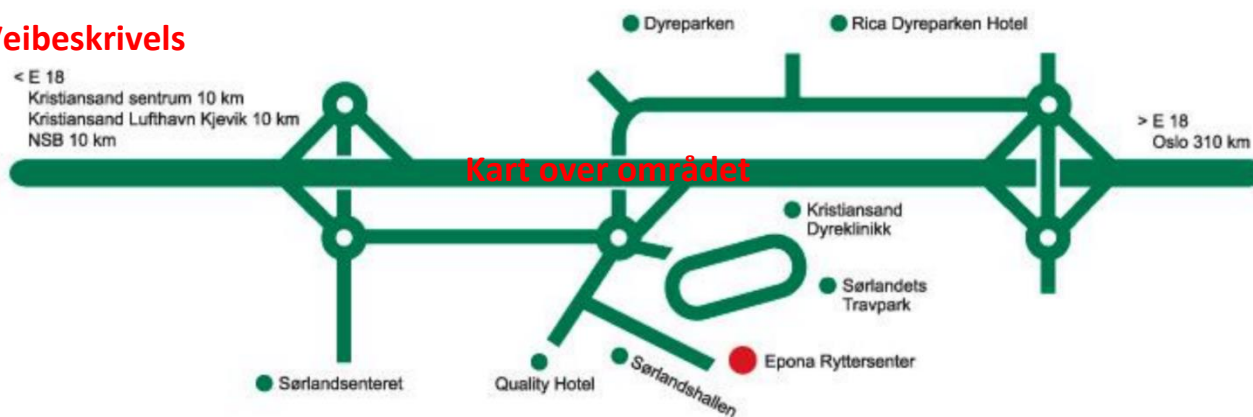 Veibeskrivels
< E 18
Kristiansand sentrum 10 km
Kristiansand Lufthavn Kjevik 10 km
NSB 10 km
Dyreparken
Rica Dyreparken Hotel
> E 18
Oslo 310 km
Kart over området
Kristiansand
Dyreklinikk
Sørlandets
Travpark
Sørlandsenteret
Quality Hotel
Sørlandshallen
Epona Ryttersenter